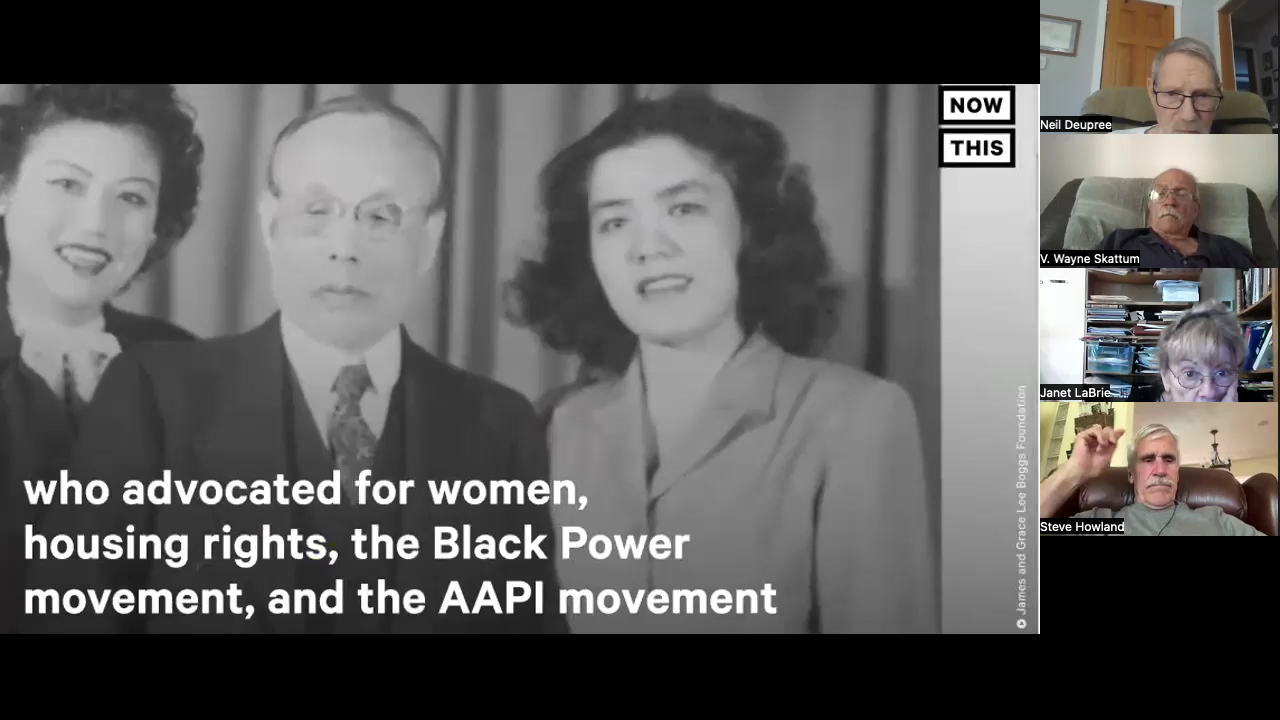 NOW
THIS
who advocated for women,
housing rights, the Black Power
movement, and the AAPI movement
James and Grace Lee Boggs Foundation
Neil Deupree
V. Wayne Skattum
Janet LaBrie
Steve Howland